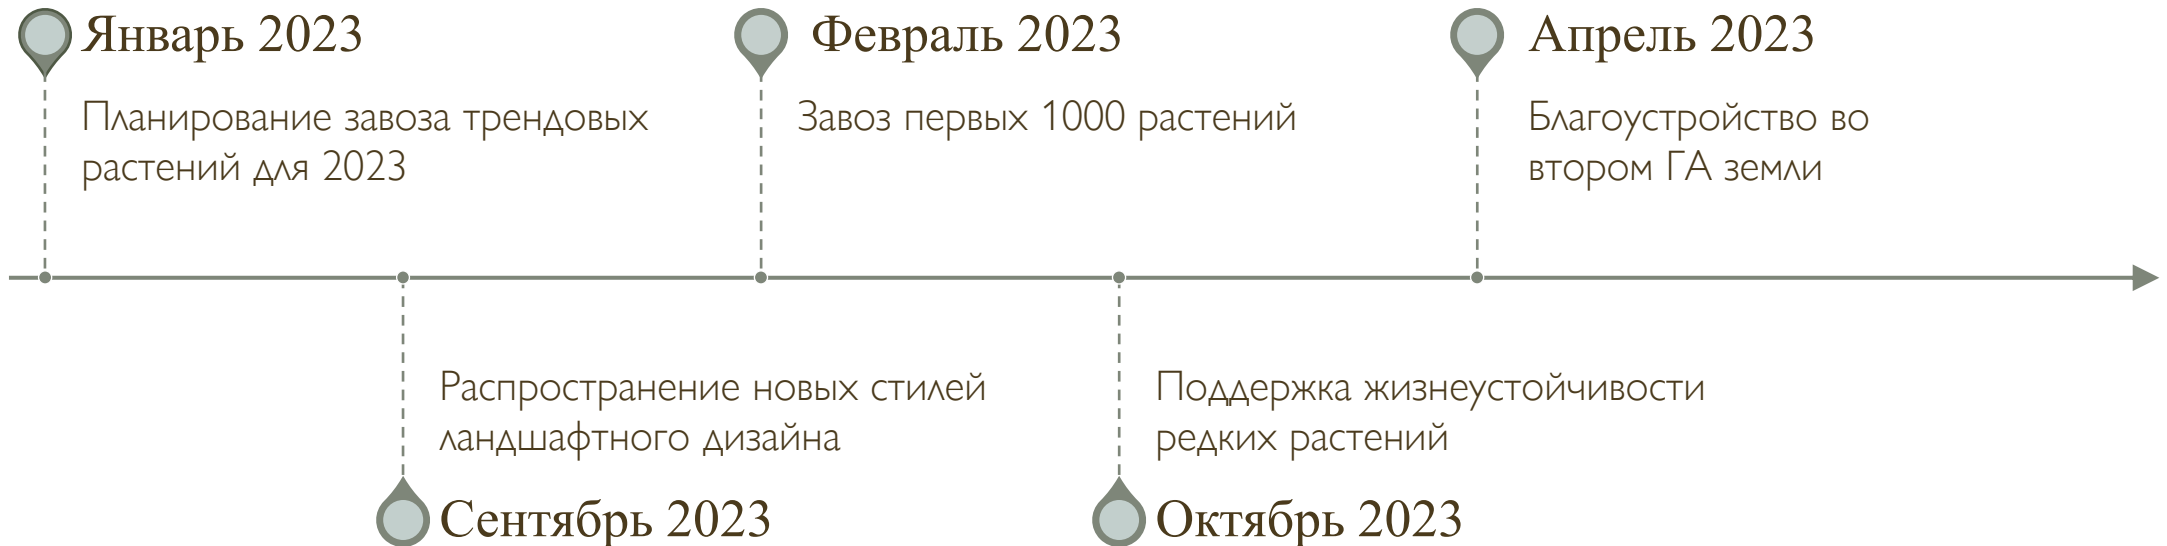 Январь 2023
Планирование завоза трендовых
растений для 2023
Февраль 2023
Завоз первых 1000 растений
Апрель 2023
Благоустройство во
втором ГА земли
Распространение новых стилей
ландшафтного дизайна
Сентябрь 2023
Поддержка жизнеустойчивости
редких растений
Октябрь 2023